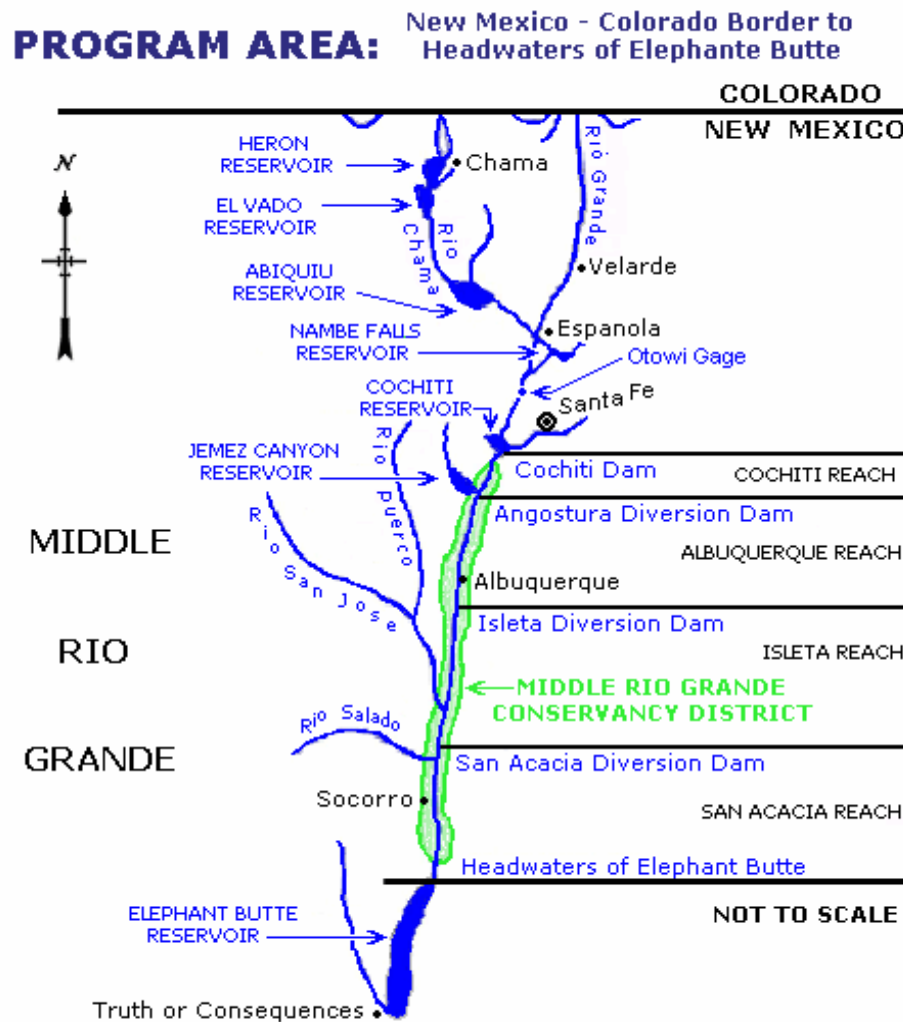 PROGRAM AREA:
New Mexico - Colorado Border to
Headwaters of Elephante Butte
COLORADO
NEW MEXICO
N
HERON
RESERVOIR
Chama
EL VADO
RESERVOIR
Rio
Chama
Rio Grande
ABIQUIU
RESERVOIR
Velarde
NAMBE FALLS
RESERVOIR
Espanola
Otowi Gage
COCHITI
RESERVOIR
Santa Fe
JEMEZ CANYON
RESERVOIR
Rio Puerco
Cochiti Dam
COCHITI REACH
Rio San Jose
Angostura Diversion Dam
MIDDLE
ALBUQUERQUE REACH
Albuquerque
Isleta Diversion Dam
RIO
ISLETA REACH
MIDDLE RIO GRANDE
CONSERVANCY DISTRICT
Rio Salado
GRANDE
San Acacia Diversion Dam
Socorro
SAN ACACIA REACH
Headwaters of Elephant Butte
ELEPHANT BUTTE
RESERVOIR
NOT TO SCALE
Truth or Consequences